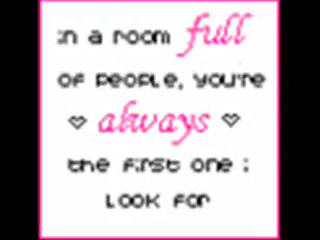 in a room full
of people, you're
always
the first one i
look for